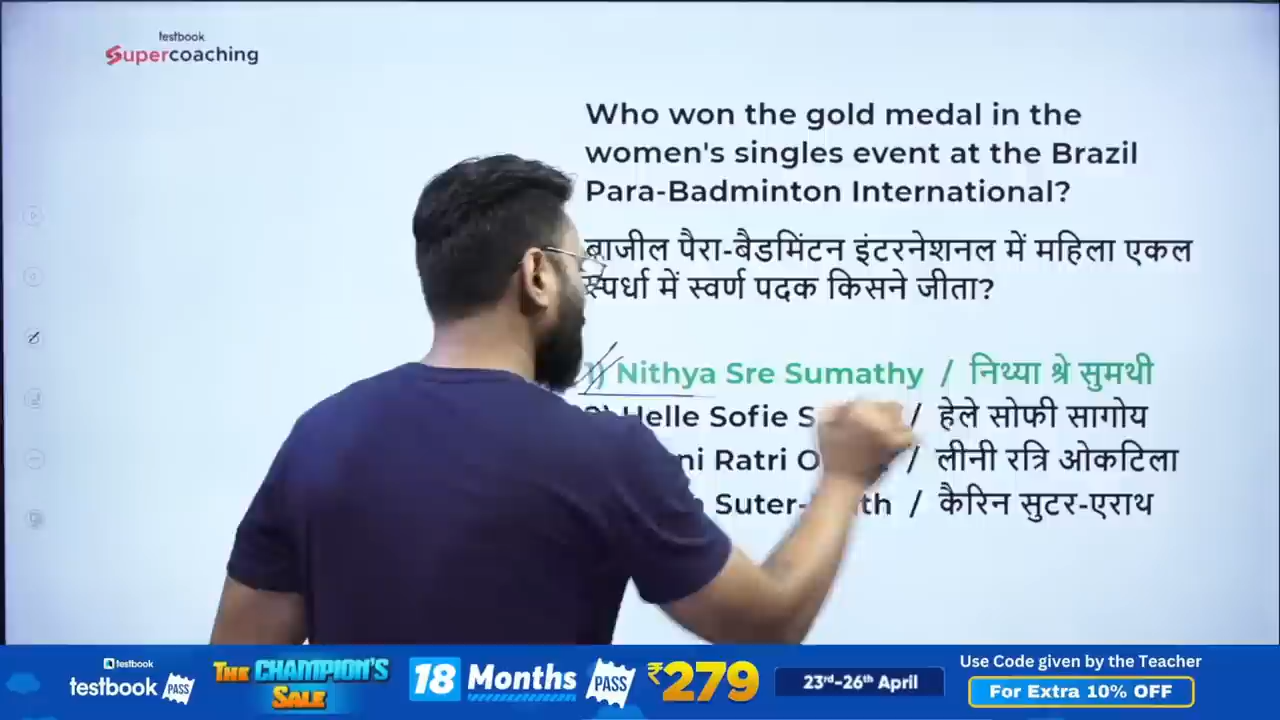 testbook
Supercoaching
Who won the gold medal in the
women's singles event at the Brazil
Para-Badminton International?
ब्राजील पैरा-बैडमिंटन इंटरनेशनल में महिला एकल
स्पर्धा में स्वर्ण पदक किसने जीता?
1) Nithya Sre Sumathy / निथ्या श्रे सुमथी
Sofie / हेले सोफी सागोय
Ratri / लीनी रत्रि ओकटिला
Suter- / कैरिन सुटर-एराथ
testbook
testbook PASS
THE CHAMPION'S
SALE
18 Months PASS ₹279
23rd-26th April
Use Code given by the Teacher
For Extra 10% OFF